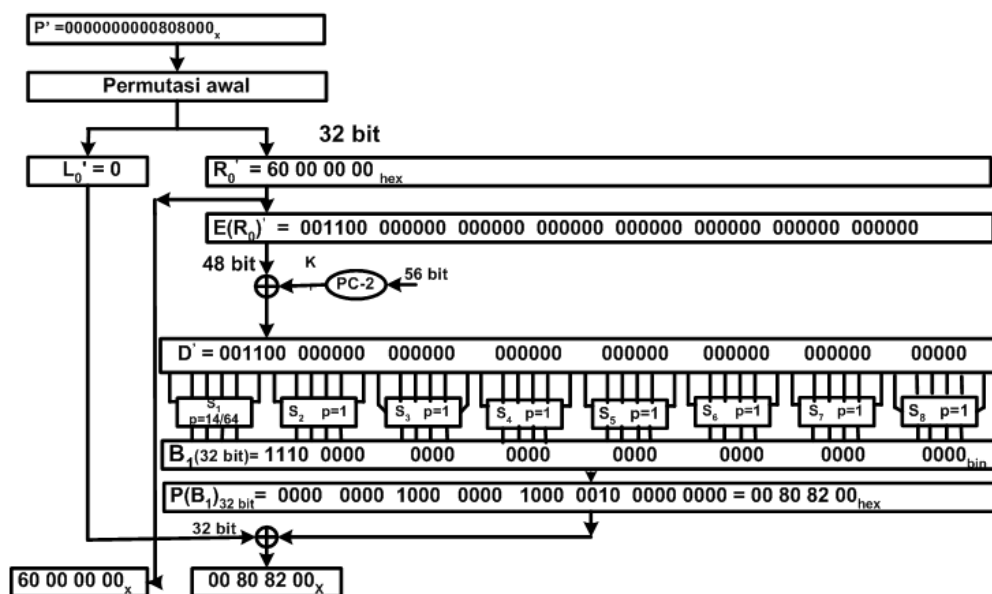 P' =0000000000808000x
Permutasi awal
32 bit
L0' = 0
R0' = 60 00 00 00 hex
E(R0)' = 001100 000000 000000 000000 000000 000000 000000 000000
48 bit
K
PC-2
56 bit
D' = 001100 000000 000000 000000 000000 000000 000000 00000
S1 p=14/64
S2 p=1
S3 p=1
S4 p=1
S5 p=1
S6 p=1
S7 p=1
S8 p=1
B1(32 bit)= 1110 0000 0000 0000 0000 0000 0000 0000bin
P(B1)32 bit= 0000 0000 1000 0000 1000 0010 0000 0000 = 00 80 82 00hex
32 bit
60 00 00 00x
00 80 82 00X